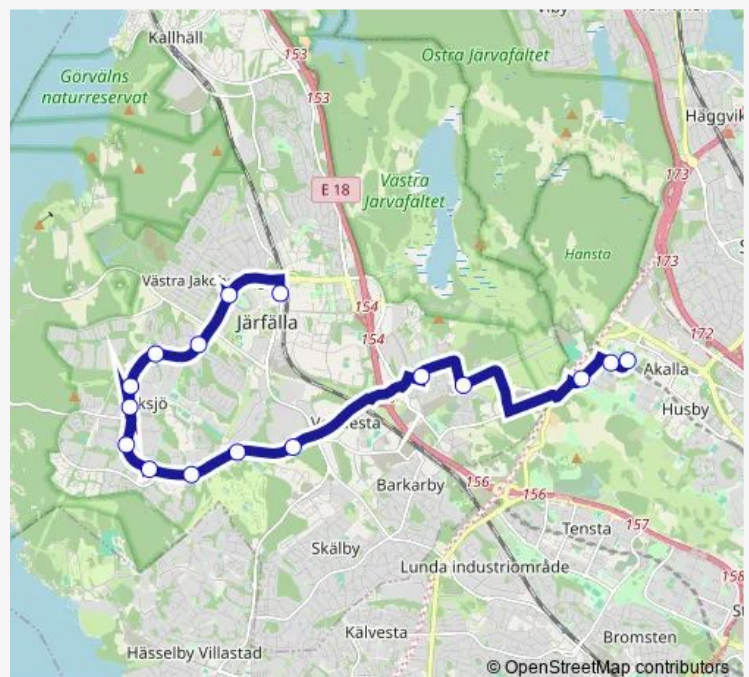 Kallhäll
153
Östra Järvafältet
Görvälns
naturreservat
153
Häggvik
E 18
Västra
Järvafältet
173
Hansta
173
Västra Jakob
154
Järfälla
154
172
Akalla
ksjö
Husby
Barkarby
156
156
Tensta
157
Skälby
Lunda industriområde
158
Kälvesta
Bromsten
Hässelby Villastad
© OpenStreetMap contributors